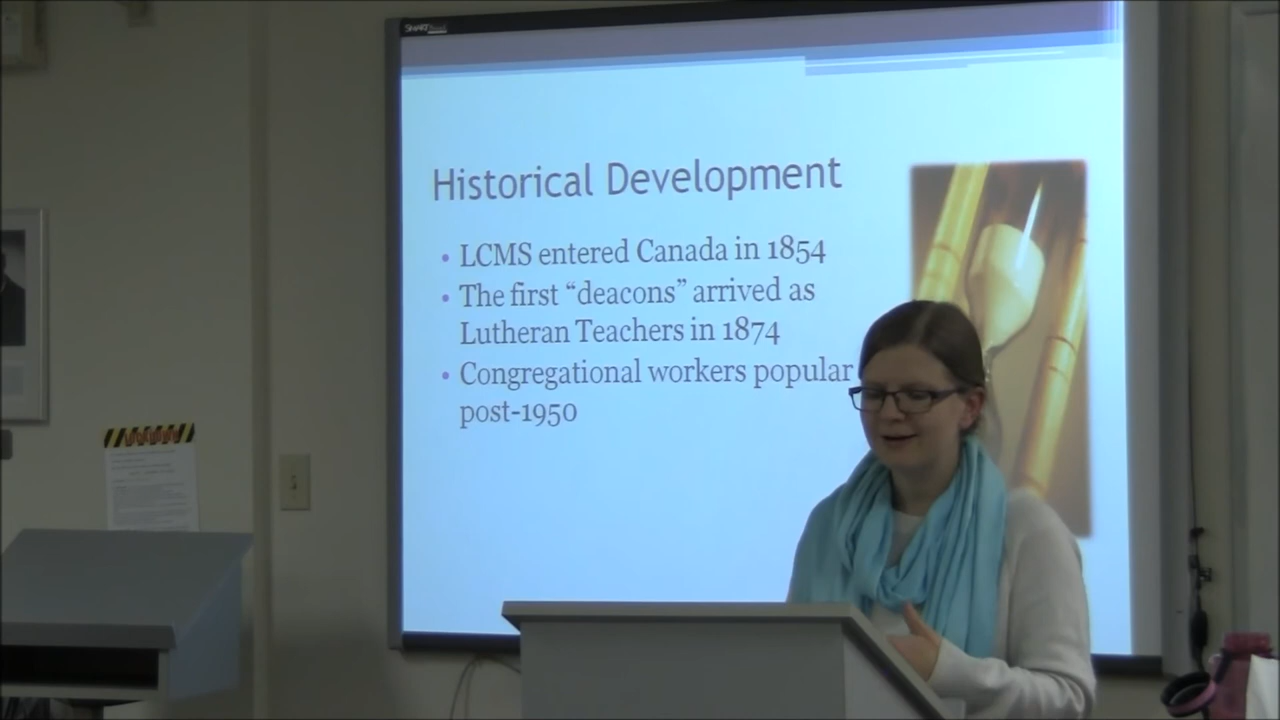 SMART
Historical Development
• LCMS entered Canada in 1854
• The first “deacons” arrived as
Lutheran Teachers in 1874
• Congregational workers popular
post-1950